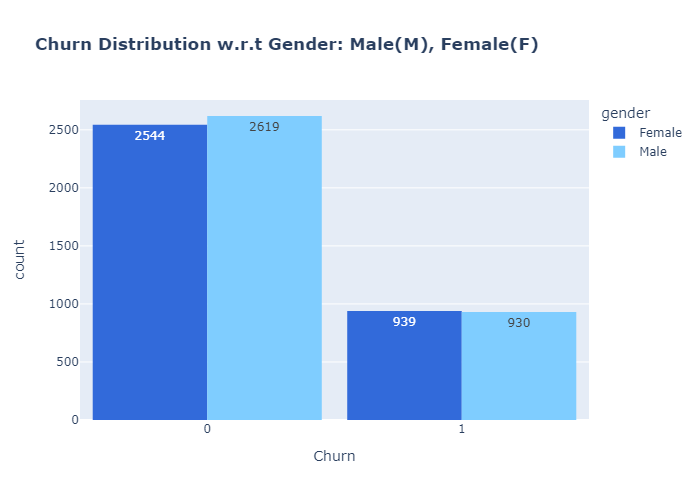 Churn Distribution w.r.t Gender: Male(M), Female(F)
gender
Female
Male
count
2500
2000
1500
1000
500
0
2544
2619
939
930
0
1
Churn